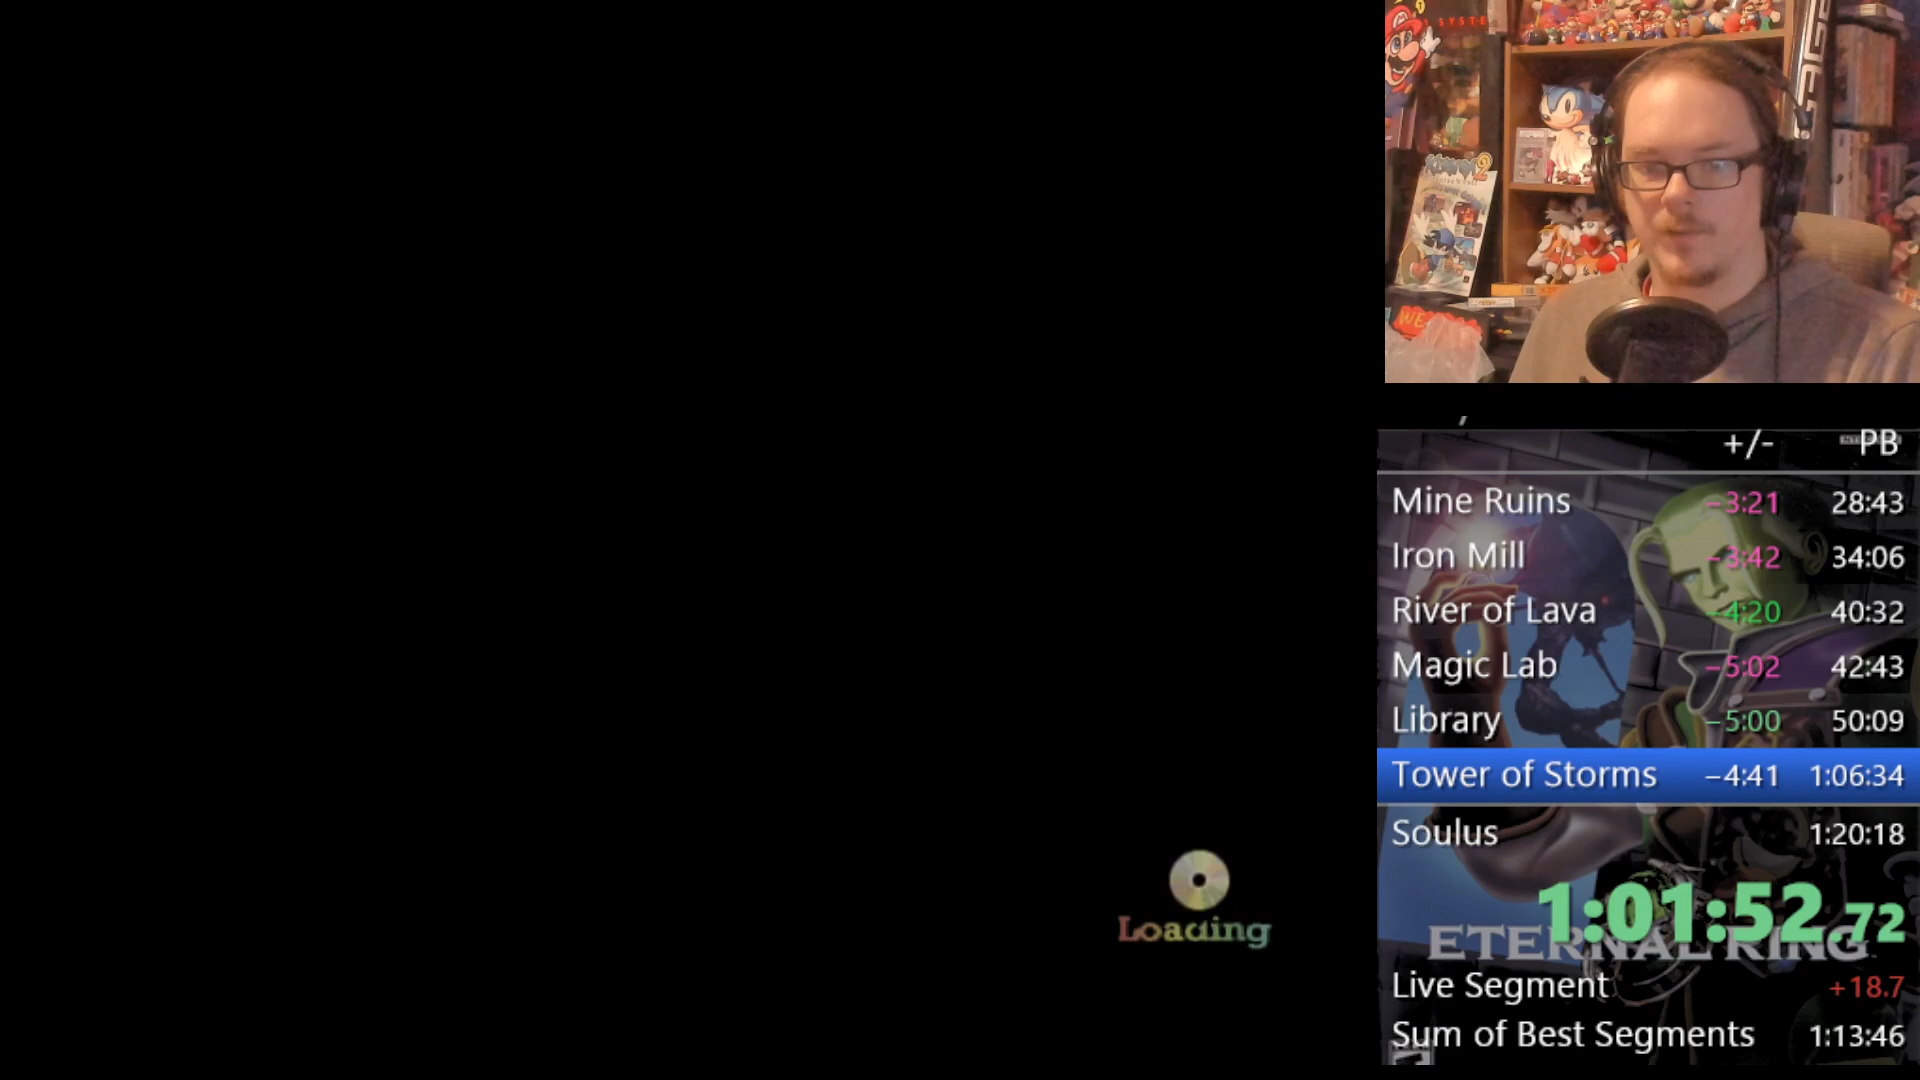 SYSTE
WE
+/- PB
Mine Ruins -3:21 28:43
Iron Mill -3:42 34:06
River of Lava -4:20 40:32
Magic Lab -5:02 42:43
Library -5:00 50:09
Tower of Storms -4:41 1:06:34
Soulus 1:20:18
1:01:52.72
Loading
ETERNAL RING
Live Segment +18.7
Sum of Best Segments 1:13:46